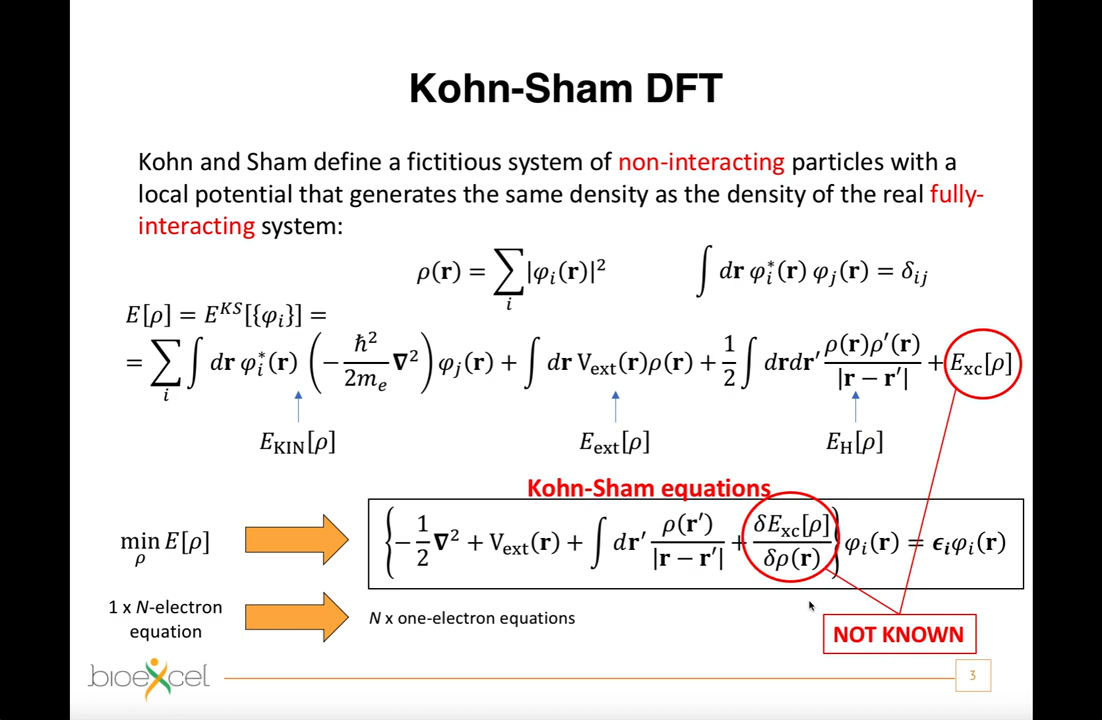 Kohn-Sham DFT
Kohn and Sham define a fictitious system of non-interacting particles with a
local potential that generates the same density as the density of the real fully-
interacting system:
ρ(𝐫) = ∑ᵢ |φᵢ(𝐫)|² ∫ d𝐫 φᵢ*(𝐫) φⱼ(𝐫) = δᵢⱼ
E[ρ] = Eᴷˢ[{φᵢ}] =
= ∑ᵢ ∫ d𝐫 φᵢ*(𝐫) (−ħ²/2mₑ 𝛁²) φⱼ(𝐫) + ∫ d𝐫 V_ext(𝐫)ρ(𝐫) + 1/2 ∫ d𝐫d𝐫′ ρ(𝐫)ρ′(𝐫)/|𝐫 − 𝐫′| + E_xc[ρ]
E_KIN[ρ] E_ext[ρ] E_H[ρ]
Kohn-Sham equations
min_ρ E[ρ] {−1/2 𝛁² + V_ext(𝐫) + ∫ d𝐫′ ρ(𝐫′)/|𝐫 − 𝐫′| + δE_xc[ρ]/δρ(𝐫)} φᵢ(𝐫) = 𝝐ᵢφᵢ(𝐫)
1 x N-electron
equation
N x one-electron equations
NOT KNOWN
bioexcel
3